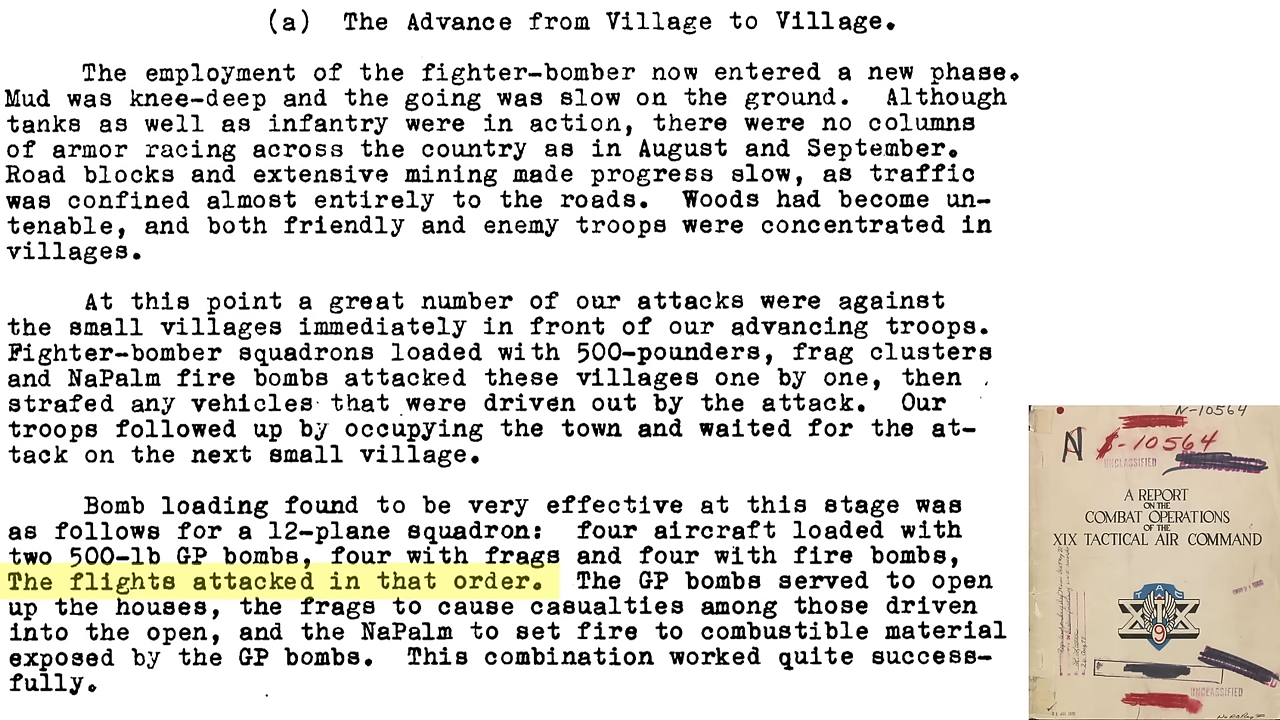 (a) The Advance from Village to Village.
The employment of the fighter-bomber now entered a new phase.
Mud was knee-deep and the going was slow on the ground. Although
tanks as well as infantry were in action, there were no columns
of armor racing across the country as in August and September.
Road blocks and extensive mining made progress slow, as traffic
was confined almost entirely to the roads. Woods had become un-
tenable, and both friendly and enemy troops were concentrated in
villages.
At this point a great number of our attacks were against
the small villages immediately in front of our advancing troops.
Fighter-bomber squadrons loaded with 500-pounders, frag clusters
and NaPalm fire bombs attacked these villages one by one, then
strafed any vehicles that were driven out by the attack. Our
troops followed up by occupying the town and waited for the at-
tack on the next small village.
Bomb loading found to be very effective at this stage was
as follows for a 12-plane squadron: four aircraft loaded with
two 500-lb GP bombs, four with frags and four with fire bombs,
The flights attacked in that order. The GP bombs served to open
up the houses, the frags to cause casualties among those driven
into the open, and the NaPalm to set fire to combustible material
exposed by the GP bombs. This combination worked quite success-
fully.
N-10564
N S-10564
UNCLASSIFIED
A REPORT
ON THE
COMBAT OPERATIONS
OF THE
XIX TACTICAL AIR COMMAND
TAC
XIX
9
UNCLASSIFIED